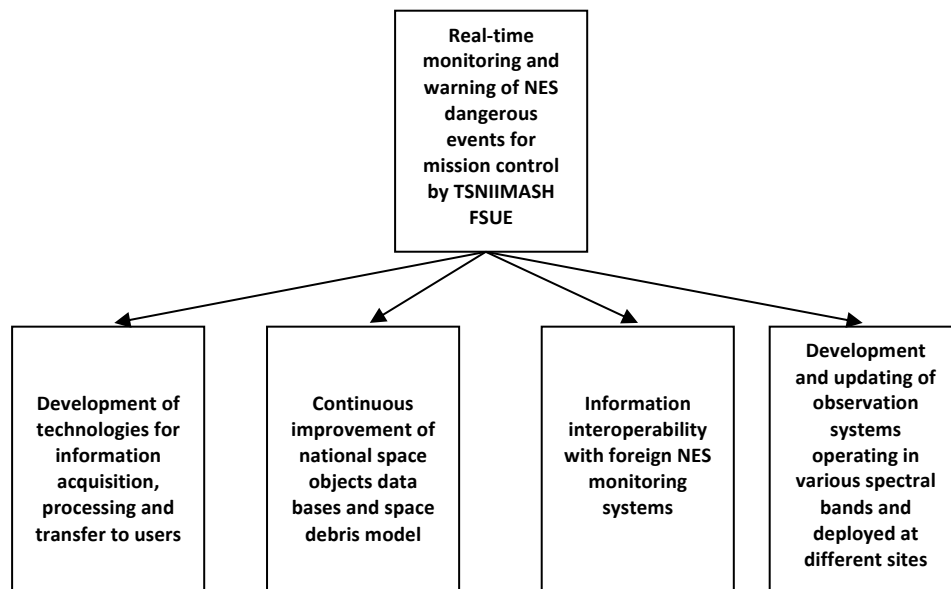 Real-time
monitoring and
warning of NES
dangerous
events for
mission control
by TSNIIMASH
FSUE
Development of
technologies for
information
acquisition,
processing and
transfer to users
Continuous
improvement of
national space
objects data
bases and space
debris model
Information
interoperability
with foreign NES
monitoring
systems
Development
and updating of
observation
systems
operating in
various spectral
bands and
deployed at
different sites